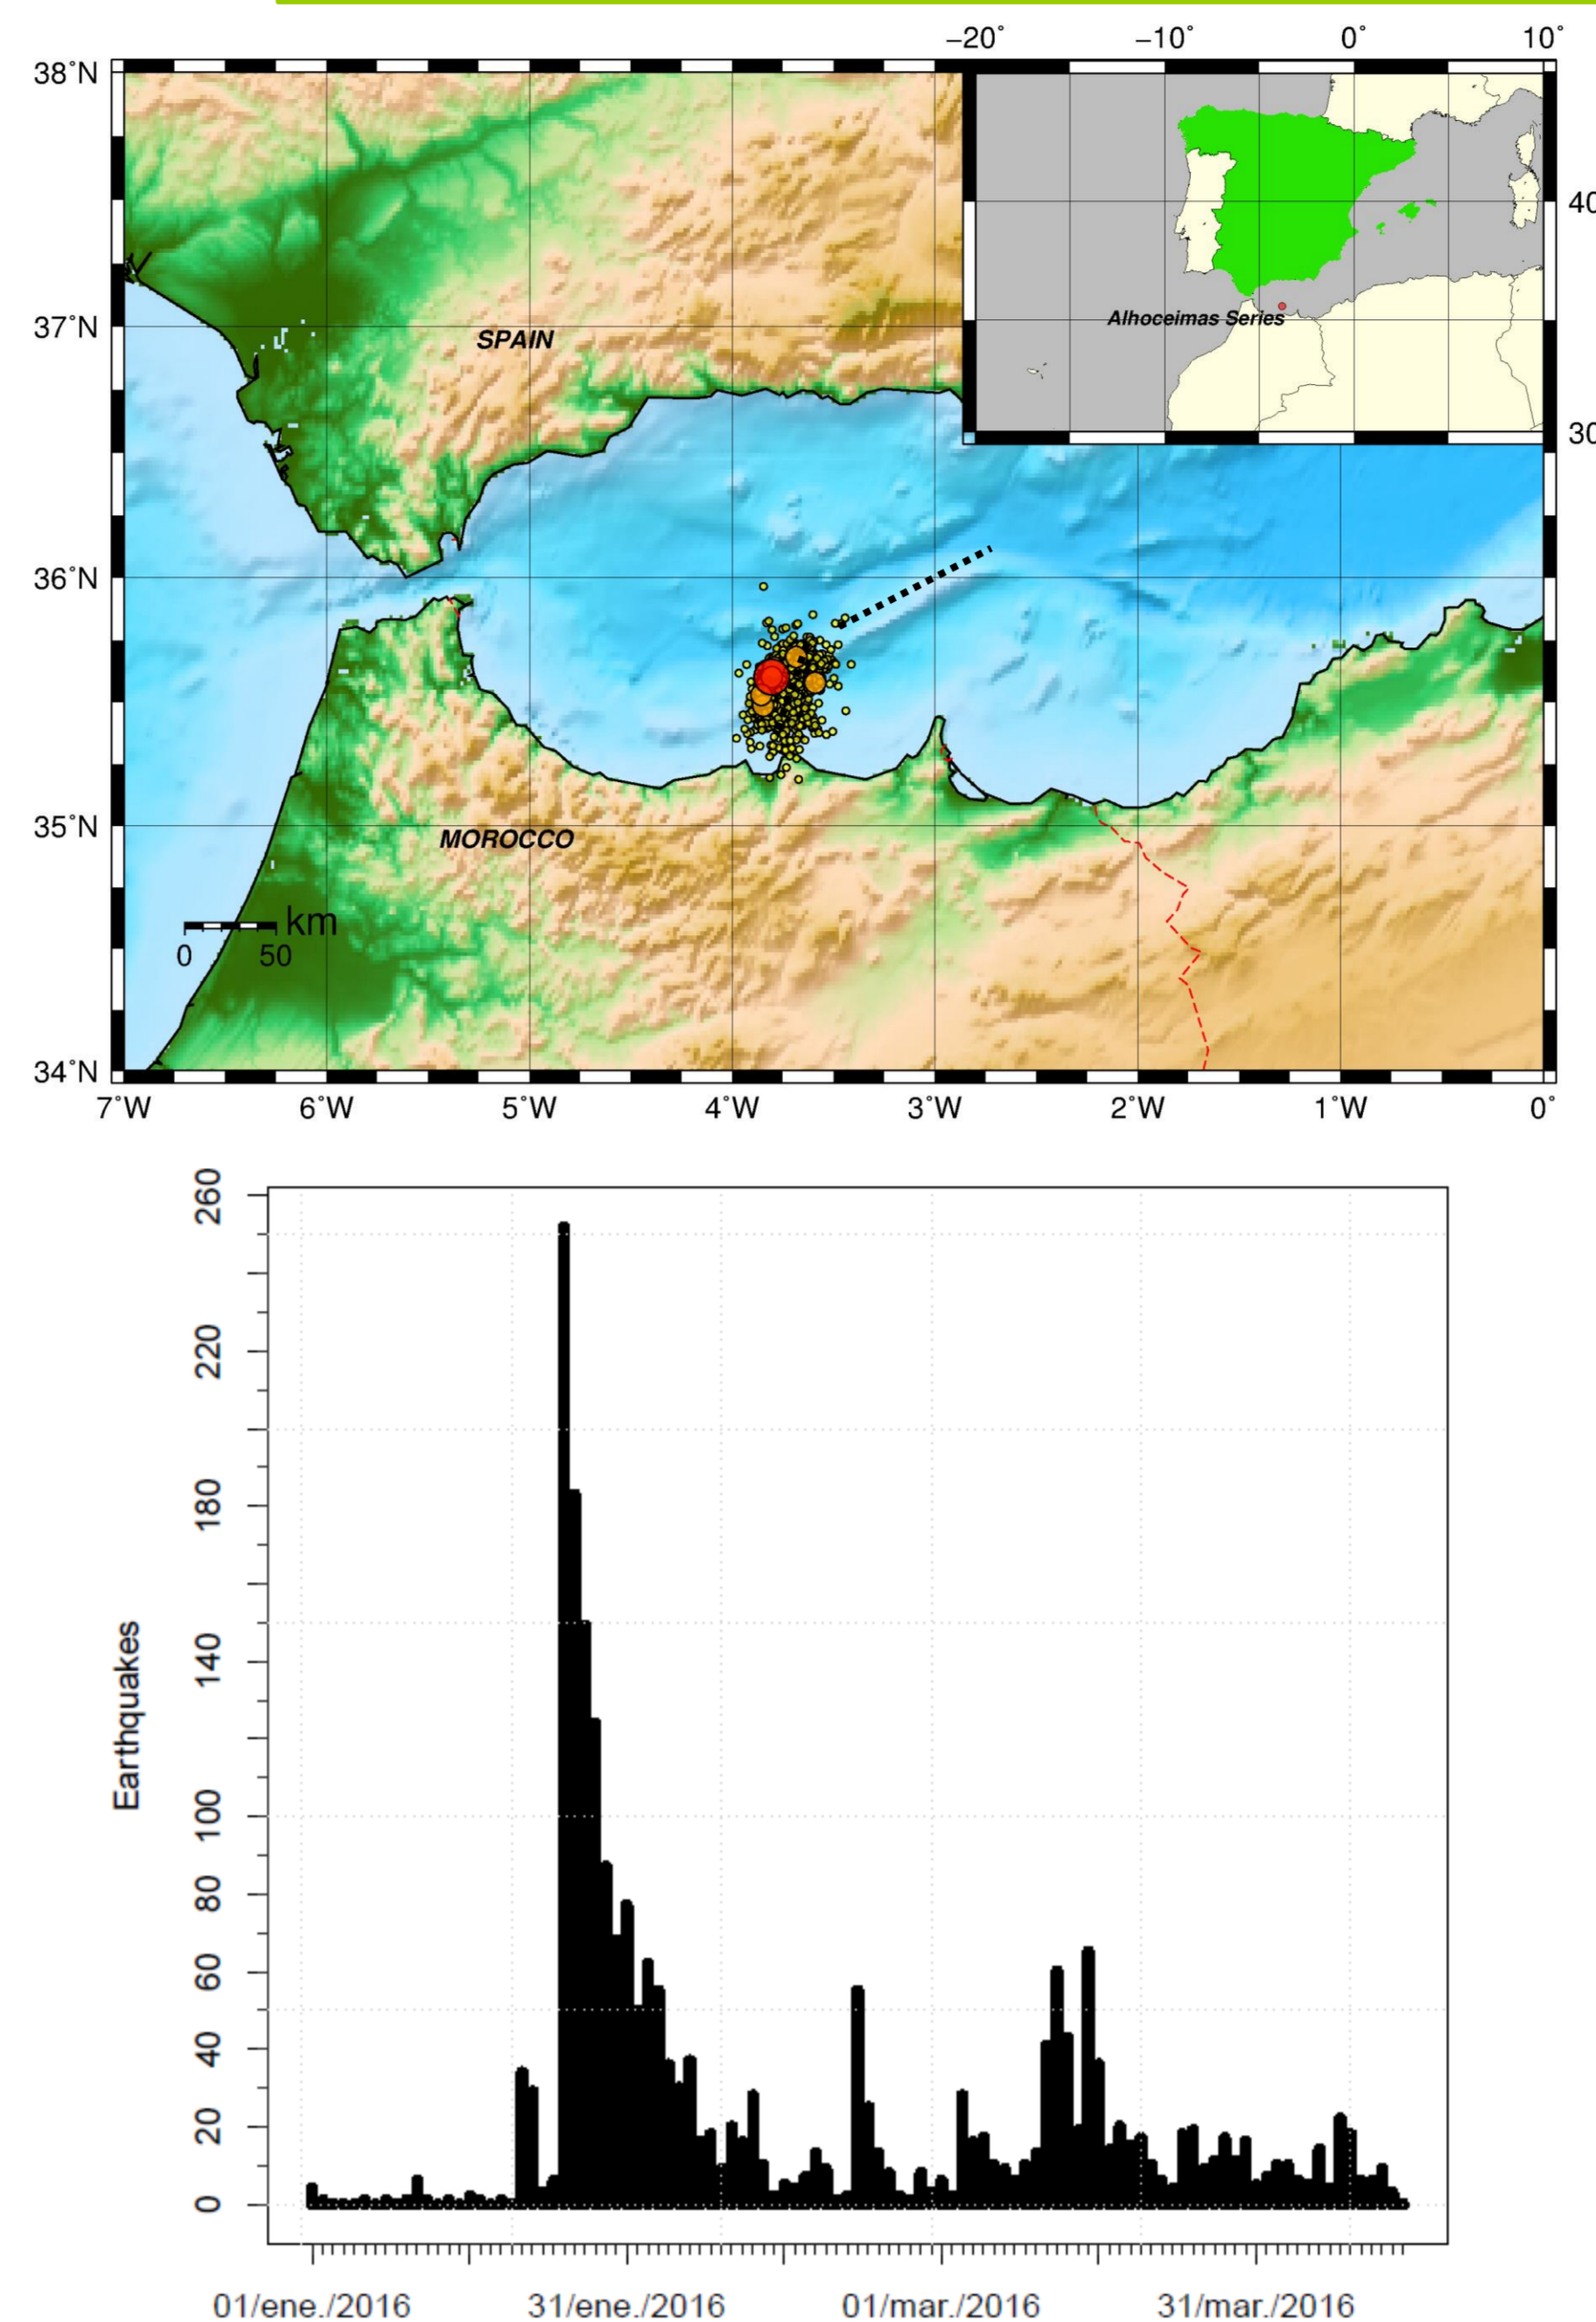 −20° −10° 0° 10°
38°N
40
37°N
SPAIN
Alhoceimas Series
30
36°N
35°N
MOROCCO
km
0 50
34°N
7°W 6°W 5°W 4°W 3°W 2°W 1°W 0°
260
220
180
140
100
80
60
40
20
0
Earthquakes
01/ene./2016 31/ene./2016 01/mar./2016 31/mar./2016